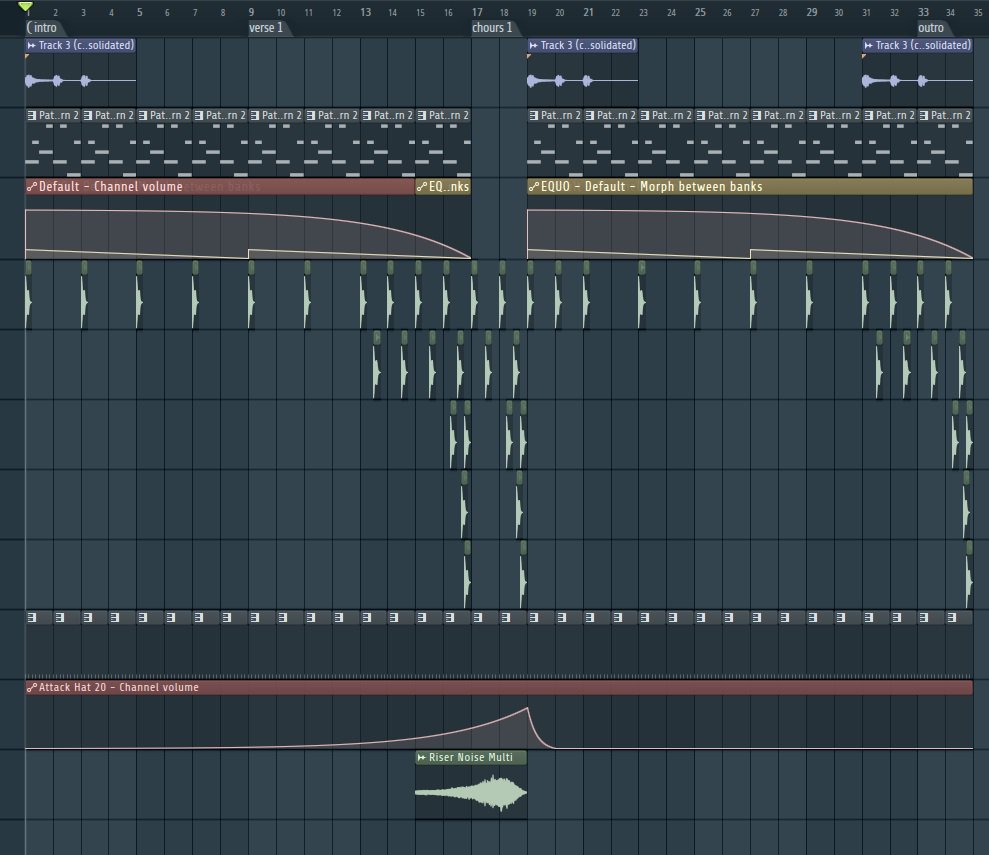 1 2 3 4 5 6 7 8 9 10 11 12 13 14 15 16 17 18 19 20 21 22 23 24 25 26 27 28 29 30 31 32 33 34 35
intro verse 1 chours 1 outro
Track 3 (c..solidated) Track 3 (c..solidated) Track 3 (c..solidated)
Pat..rn 2 Pat..rn 2 Pat..rn 2 Pat..rn 2 Pat..rn 2 Pat..rn 2 Pat..rn 2 Pat..rn 2 Pat..rn 2 Pat..rn 2 Pat..rn 2 Pat..rn 2 Pat..rn 2 Pat..rn 2 Pat..rn 2 Pat..rn 2
Default - Channel volume etween banks EQ..nks EQUO - Default - Morph between banks
Attack Hat 20 - Channel volume
Riser Noise Multi